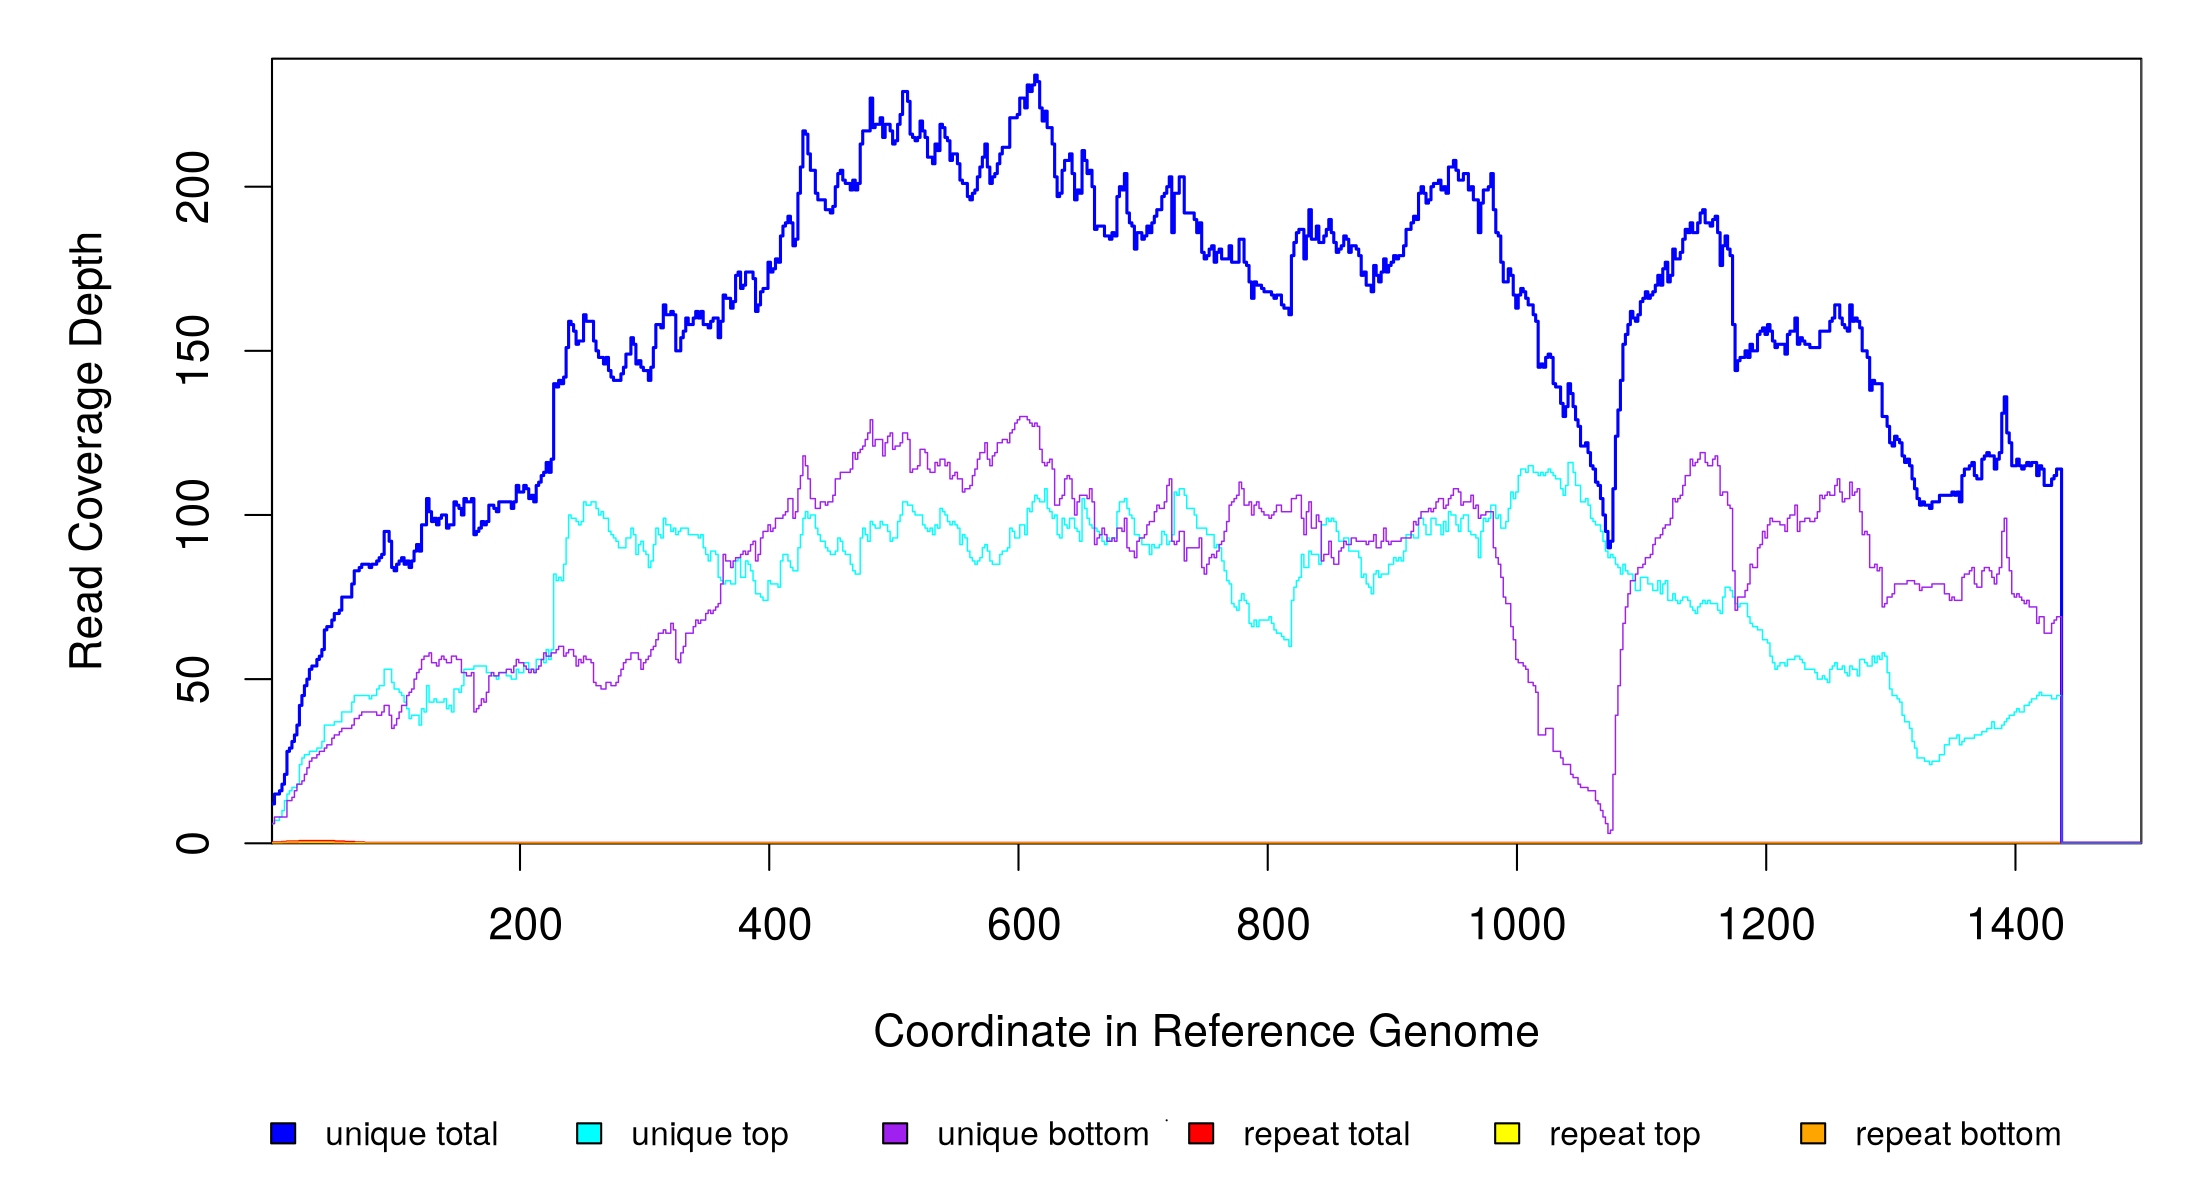 Read Coverage Depth
200
150
100
50
0
200 400 600 800 1000 1200 1400
Coordinate in Reference Genome
unique total unique top unique bottom repeat total repeat top repeat bottom